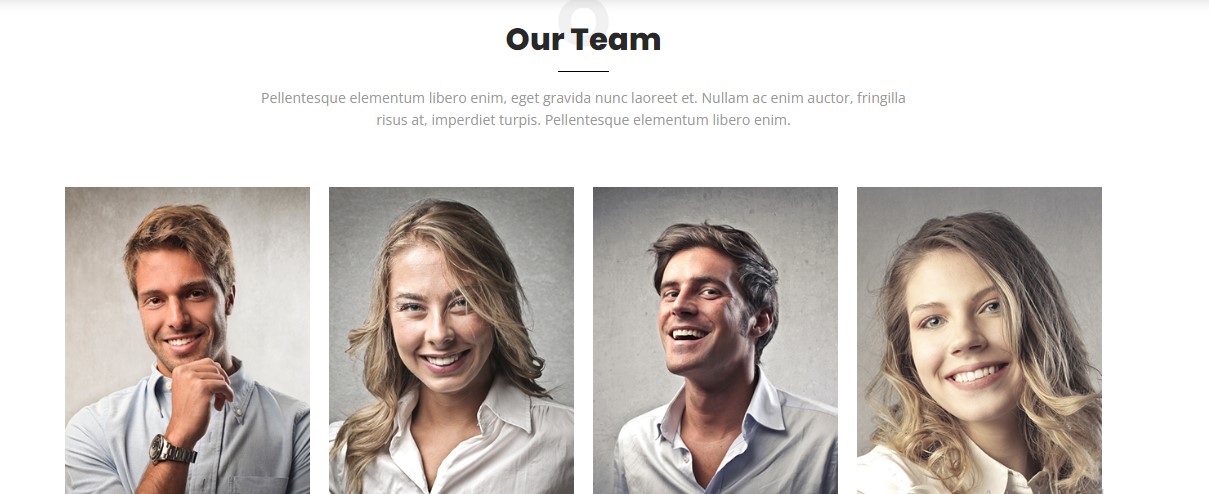 Our Team
Pellentesque elementum libero enim, eget gravida nunc laoreet et. Nullam ac enim auctor, fringilla
risus at, imperdiet turpis. Pellentesque elementum libero enim.